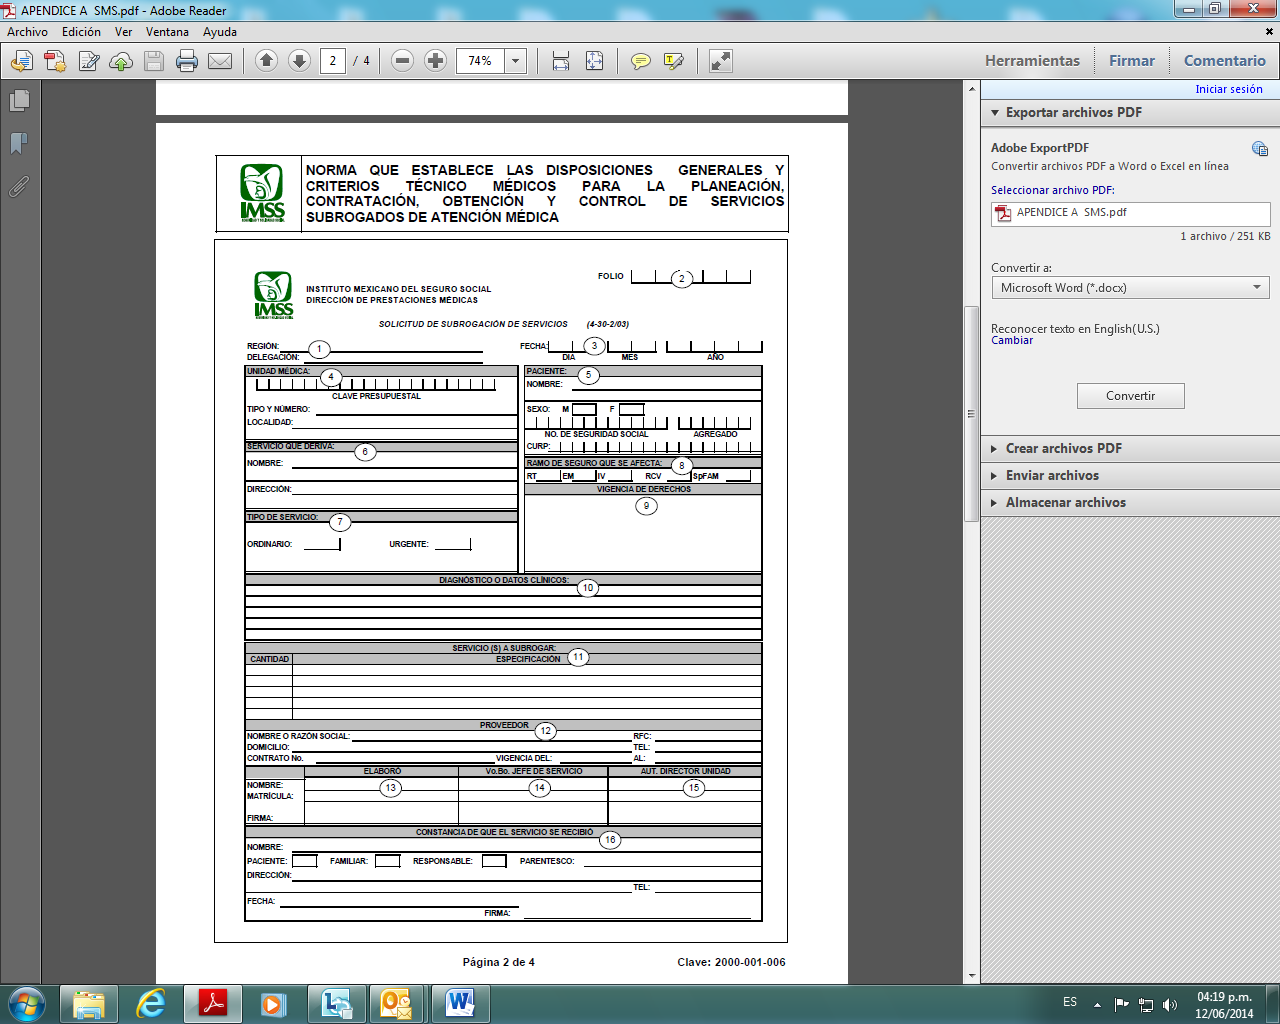 APENDICE A  SMS.pdf - Adobe Reader
Archivo Edición Ver Ventana Ayuda
2 / 4 74% Herramientas Firmar Comentario
Iniciar sesión
Exportar archivos PDF
Adobe ExportPDF
Convertir archivos PDF a Word o Excel en línea
Seleccionar archivo PDF:
APENDICE A  SMS.pdf
1 archivo / 251 KB
Convertir a:
Microsoft Word (*.docx)
Reconocer texto en English(U.S.)
Cambiar
Convertir
Crear archivos PDF
Enviar archivos
Almacenar archivos
IMSS
NORMA QUE ESTABLECE LAS DISPOSICIONES GENERALES Y
CRITERIOS TÉCNICO MÉDICOS PARA LA PLANEACIÓN,
CONTRATACIÓN, OBTENCIÓN Y CONTROL DE SERVICIOS
SUBROGADOS DE ATENCIÓN MÉDICA
IMSS
FOLIO 2
INSTITUTO MEXICANO DEL SEGURO SOCIAL
DIRECCIÓN DE PRESTACIONES MÉDICAS
SOLICITUD DE SUBROGACIÓN DE SERVICIOS (4-30-2/03)
REGIÓN: 1
DELEGACIÓN:
FECHA: 3
DIA MES AÑO
UNIDAD MÉDICA: 4
CLAVE PRESUPUSTAL
TIPO Y NÚMERO:
LOCALIDAD:
PACIENTE: 5
NOMBRE:
SEXO: M F
NO. DE SEGURIDAD SOCIAL AGREGADO
CURP:
SERVICIO QUE DERIVA: 6
NOMBRE:
DIRECCIÓN:
RAMO DE SEGURO QUE SE AFECTA: 8
RT EM IV RCV SpFAM
VIGENCIA DE DERECHOS
9
TIPO DE SERVICIO: 7
ORDINARIO: URGENTE:
DIAGNÓSTICO O DATOS CLÍNICOS:
10
SERVICIO (S) A SUBROGAR:
CANTIDAD ESPECIFICACIÓN 11
PROVEEDOR 12
NOMBRE O RAZÓN SOCIAL: RFC:
DOMICILIO: TEL:
CONTRATO No. VIGENCIA DEL: AL:
ELABORÓ Vo.Bo. JEFE DE SERVICIO AUT. DIRECTOR UNIDAD
NOMBRE: 13 14 15
MATRÍCULA:
FIRMA:
CONSTANCIA DE QUE EL SERVICIO SE RECIBIÓ 16
NOMBRE:
PACIENTE: FAMILIAR: RESPONSABLE: PARENTESCO:
DIRECCIÓN:
TEL:
FECHA:
FIRMA:
Página 2 de 4 Clave: 2000-001-006
ES 04:19 p.m.
12/06/2014